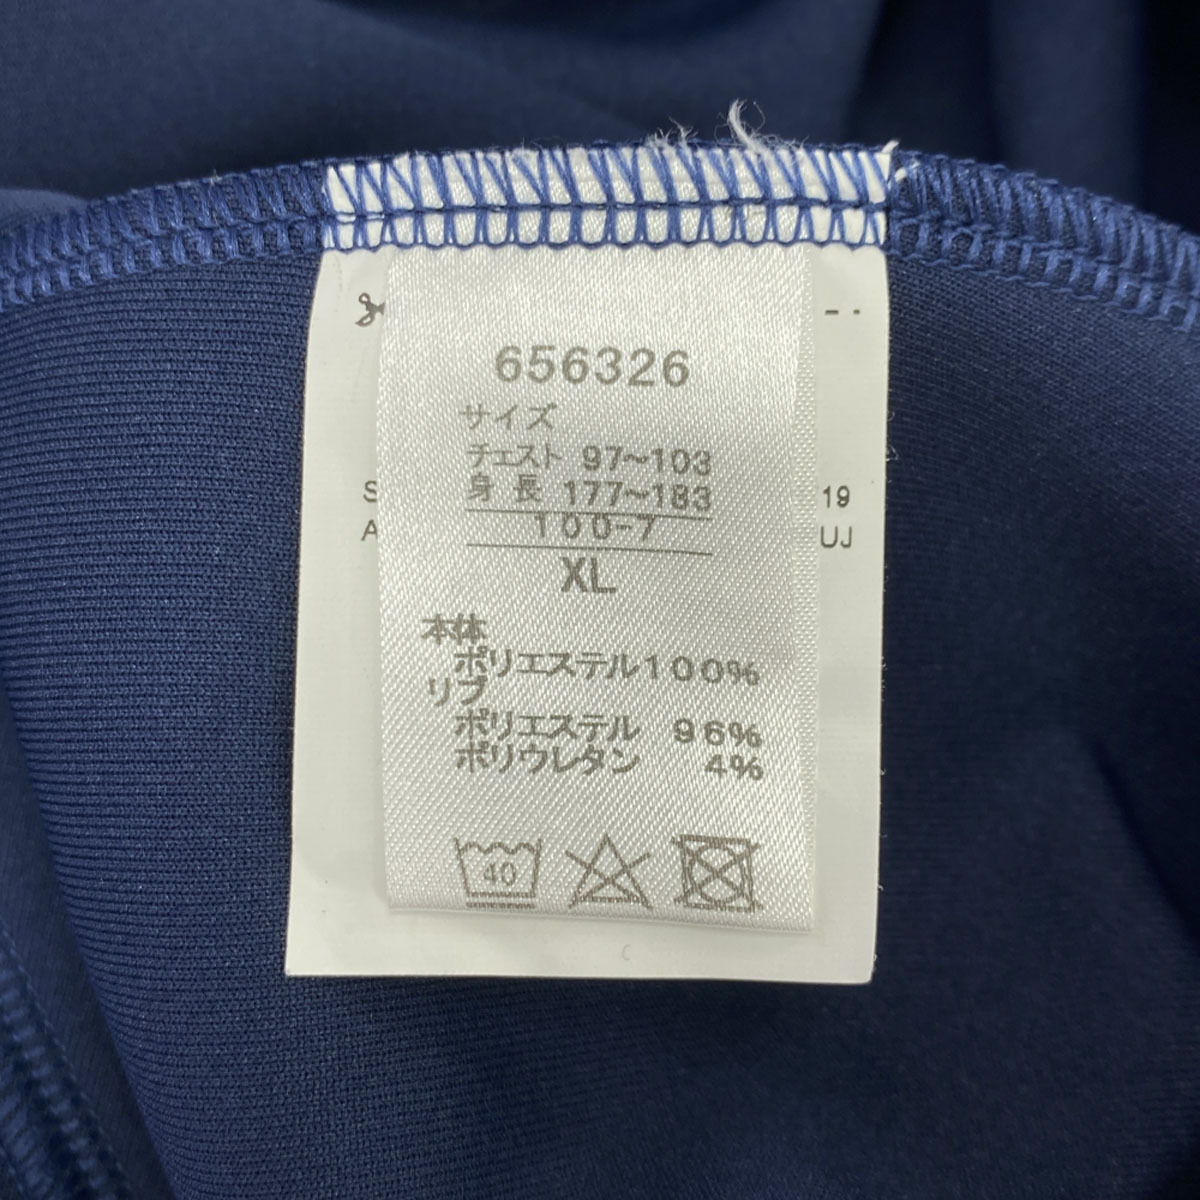 656326
サイズ
チェスト 97~103
身長 177~183
100-7
XL
本体
ポリエステル100%
リブ
ポリエステル 96%
ポリウレタン 4%
40
S
19
A
UJ